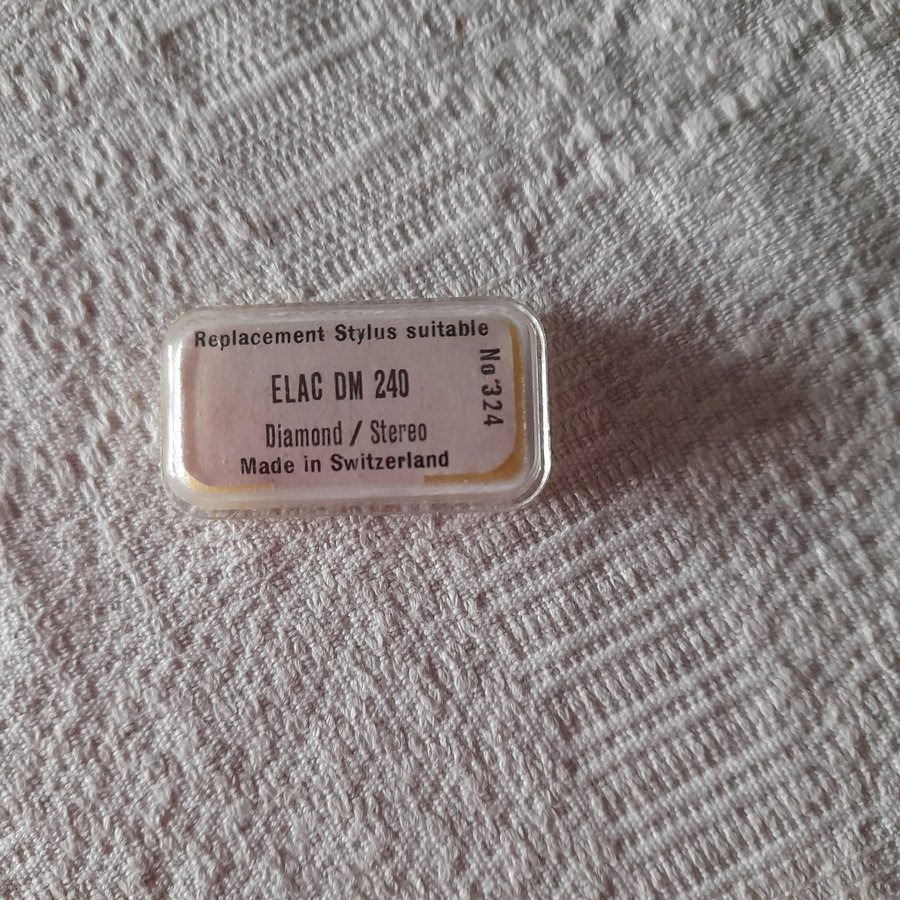 Replacement Stylus suitable
ELAC DM 240
Diamond / Stereo
Made in Switzerland
No 324